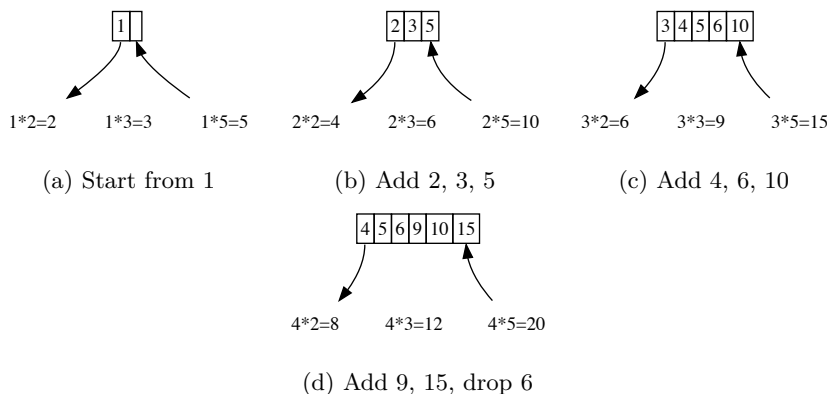 1
2 3 5
3 4 5 6 10
1*2=2 1*3=3 1*5=5
2*2=4 2*3=6 2*5=10
3*2=6 3*3=9 3*5=15
(a) Start from 1
(b) Add 2, 3, 5
(c) Add 4, 6, 10
4 5 6 9 10 15
4*2=8 4*3=12 4*5=20
(d) Add 9, 15, drop 6